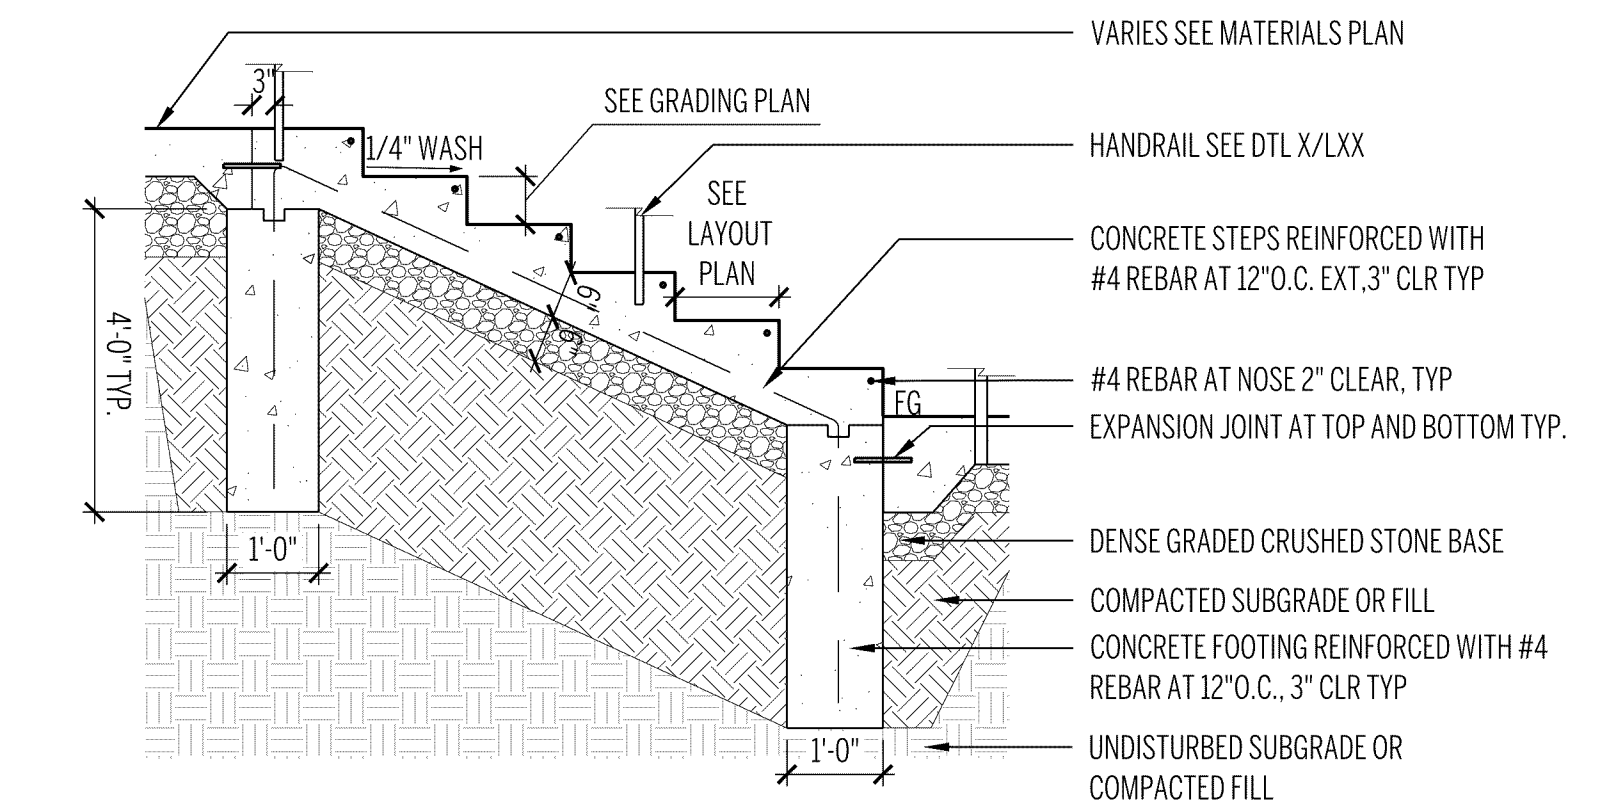 VARIES SEE MATERIALS PLAN
3"
SEE GRADING PLAN
1/4" WASH
HANDRAIL SEE DTL X/LXX
SEE
LAYOUT
PLAN
CONCRETE STEPS REINFORCED WITH
#4 REBAR AT 12"O.C. EXT,3" CLR TYP
6"
6"
4'-0" TYP.
#4 REBAR AT NOSE 2" CLEAR, TYP
FG
EXPANSION JOINT AT TOP AND BOTTOM TYP.
1'-0"
DENSE GRADED CRUSHED STONE BASE
COMPACTED SUBGRADE OR FILL
CONCRETE FOOTING REINFORCED WITH #4
REBAR AT 12"O.C., 3" CLR TYP
1'-0"
UNDISTURBED SUBGRADE OR
COMPACTED FILL